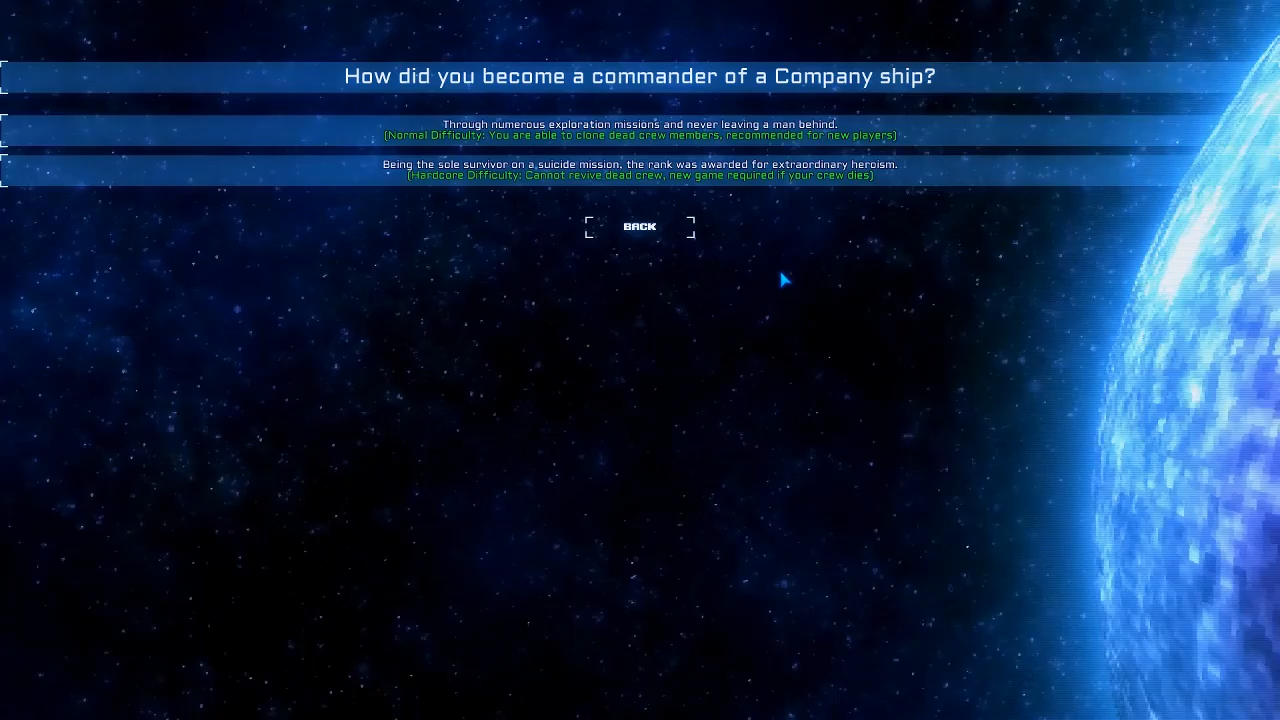 How did you become a commander of a Company ship?
Through numerous exploration missions and never leaving a man behind.
(Normal Difficulty: You are able to clone dead crew members, recommended for new players)
Being the sole survivor on a suicide mission, the rank was awarded for extraordinary heroism.
(Hardcore Difficulty: Cannot revive dead crew, new game required if your crew dies)
BACK